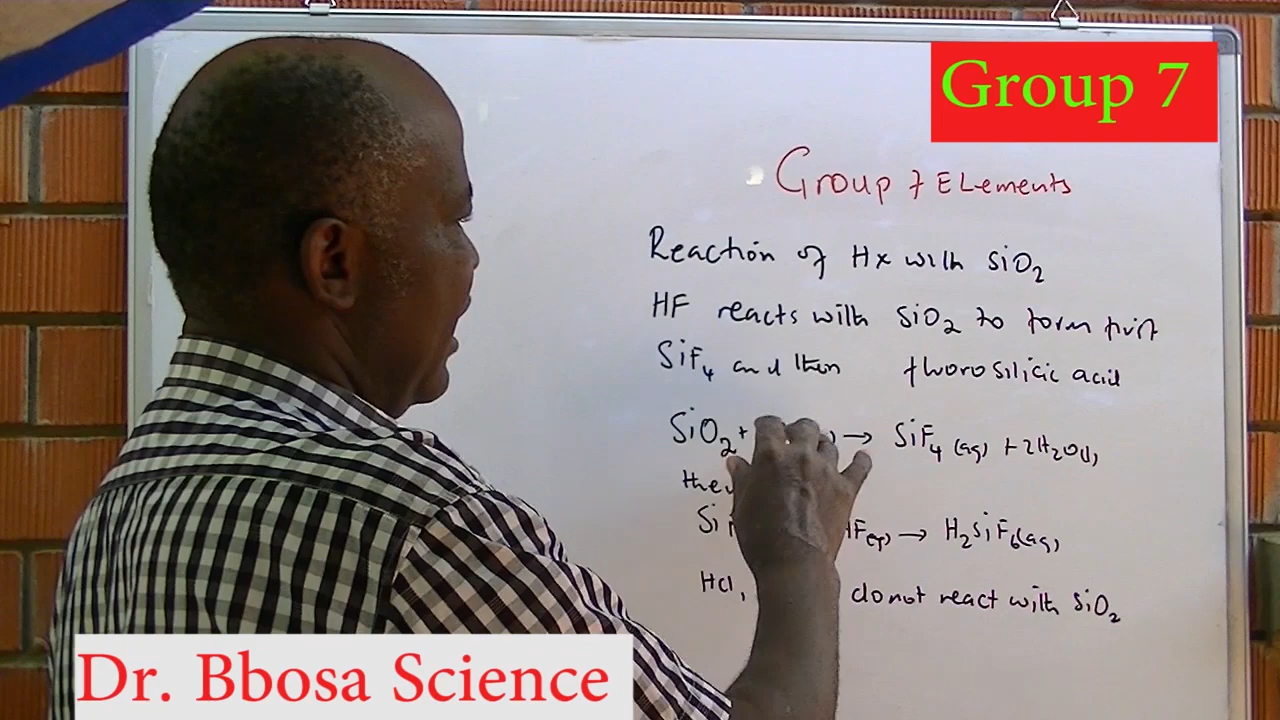 Group 7
Group 7 Elements
Reaction of Hx with SiO2
HF reacts with SiO2 to form first
SiF4 and then fluorosilicic acid
SiO2 + → SiF4 (aq) + 2H2O(l)
Si HF(aq) → H2SiF6(aq)
HCl, do not react with SiO2
Dr. Bbosa Science